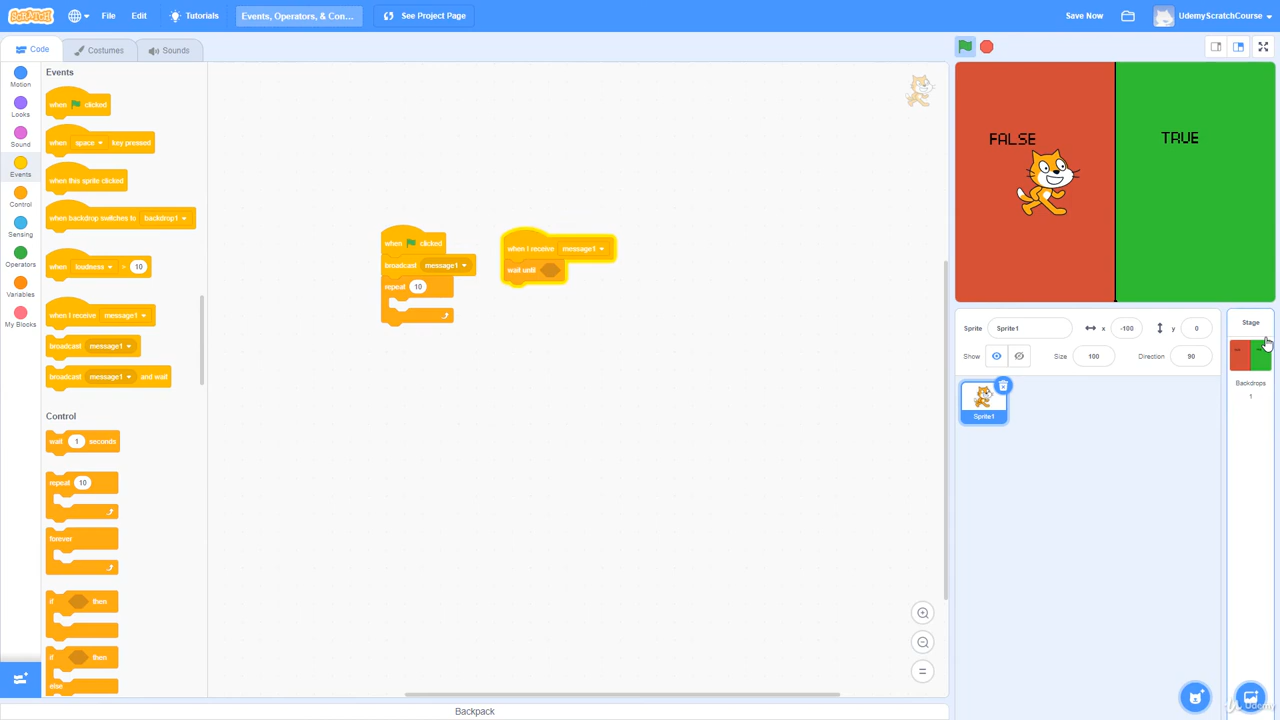 SCRATCH File Edit Tutorials Events, Operators, & Con... See Project Page Save Now UdemyScratchCourse
Code Costumes Sounds
Motion
Looks
Sound
Events
Control
Sensing
Operators
Variables
My Blocks
Events
when clicked
when space key pressed
when this sprite clicked
when backdrop switches to backdrop1
when loudness > 10
when I receive message1
broadcast message1
broadcast message1 and wait
Control
wait 1 seconds
repeat 10
forever
if then
if then
else
when clicked
broadcast message1
repeat 10
when I receive message1
wait until
FALSE TRUE
Sprite Sprite1 x -100 y 0
Show Size 100 Direction 90
Sprite1
Stage
Backdrops
1
Backpack
Udemy